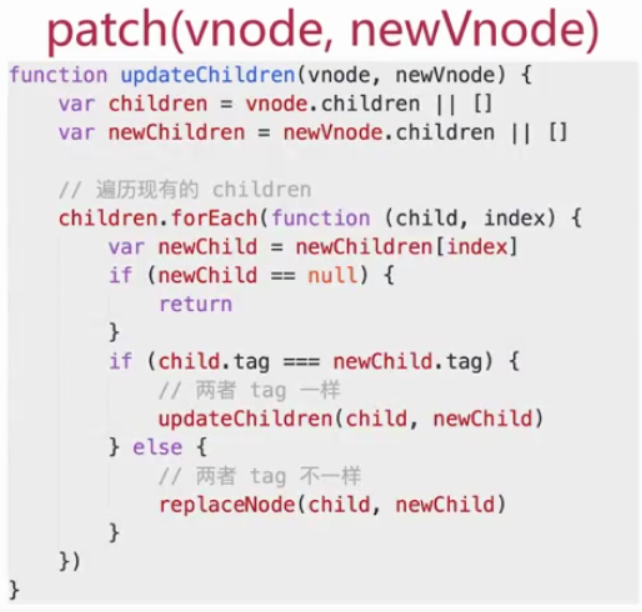 patch(vnode, newVnode)
function updateChildren(vnode, newVnode) {
    var children = vnode.children || []
    var newChildren = newVnode.children || []

    // 遍历现有的 children
    children.forEach(function (child, index) {
        var newChild = newChildren[index]
        if (newChild == null) {
            return
        }
        if (child.tag === newChild.tag) {
            // 两者 tag 一样
            updateChildren(child, newChild)
        } else {
            // 两者 tag 不一样
            replaceNode(child, newChild)
        }
    })
}